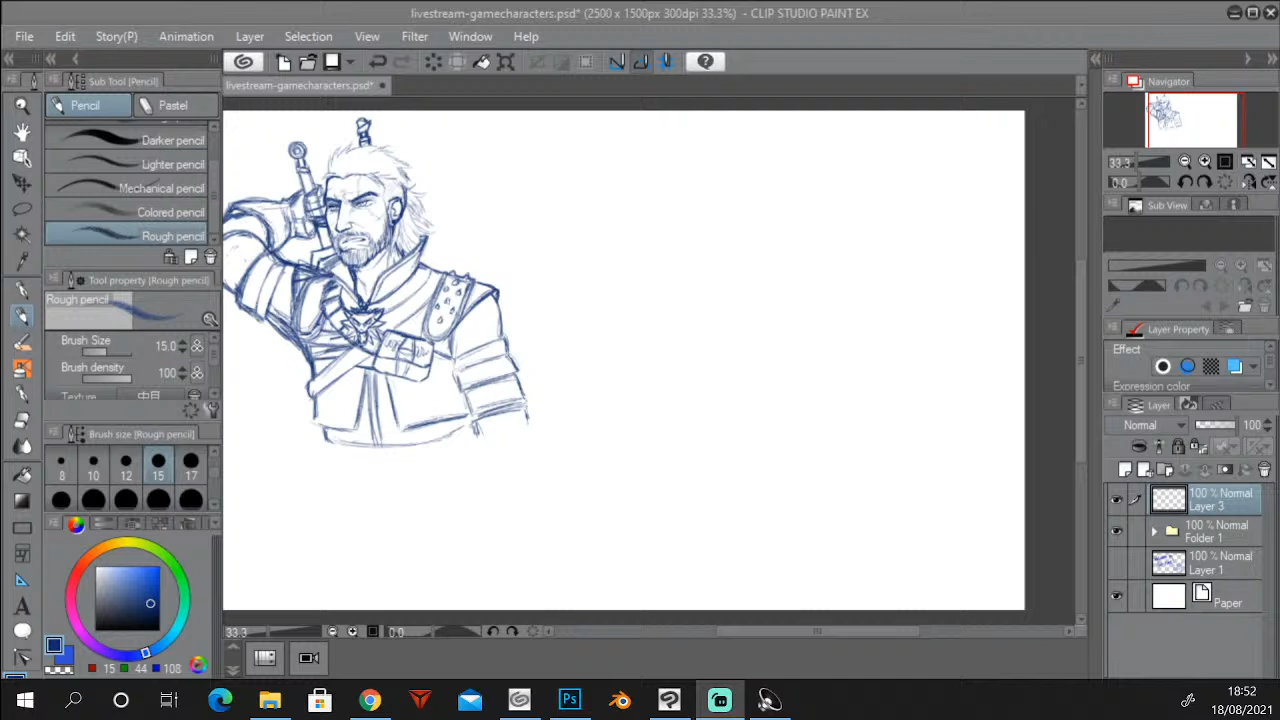 livestream-gamecharacters.psd* (2500 x 1500px 300dpi 33.3%) - CLIP STUDIO PAINT EX
File Edit Story(P) Animation Layer Selection View Filter Window Help
livestream-gamecharacters.psd*
Sub Tool [Pencil]
Pencil Pastel
Darker pencil
Lighter pencil
Mechanical pencil
Colored pencil
Rough pencil
Tool property [Rough pencil]
Rough pencil
Brush Size 15.0
Brush density 100
Texture
Brush size [Rough pencil]
8 10 12 15 17
15 44 108
33.3 0.0
Navigator
33.3
0.0
Sub View
Layer Property
Effect
Expression color
Layer
Normal 100
100 % Normal
Layer 3
100 % Normal
Folder 1
100 % Normal
Layer 1
Paper
Ps
18:52
18/08/2021